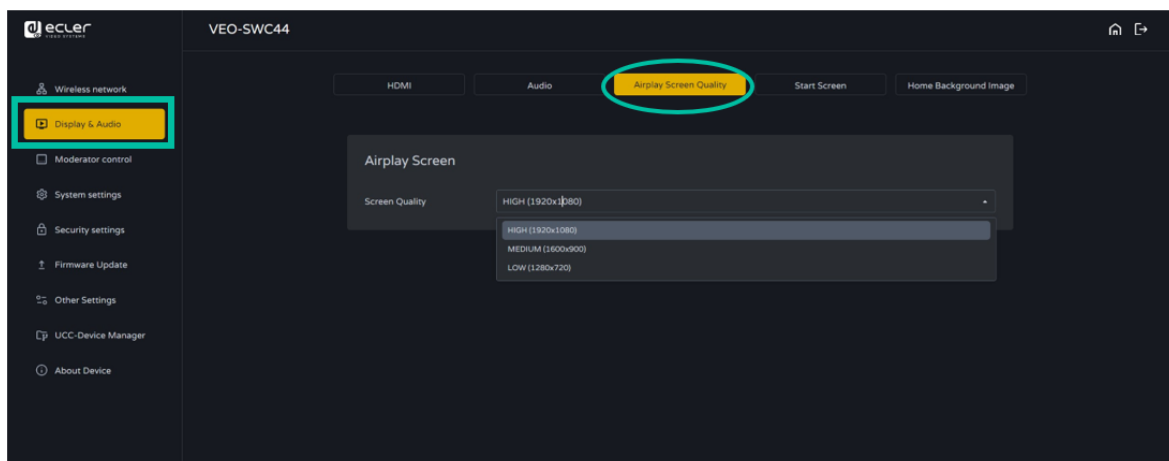 ecler
VIDEO SYSTEMS
VEO-SWC44
Wireless network
Display & Audio
Moderator control
System settings
Security settings
Firmware Update
Other Settings
UCC-Device Manager
About Device
HDMI
Audio
Airplay Screen Quality
Start Screen
Home Background Image
Airplay Screen
Screen Quality
HIGH (1920x1080)
HIGH (1920x1080)
MEDIUM (1600x900)
LOW (1280x720)